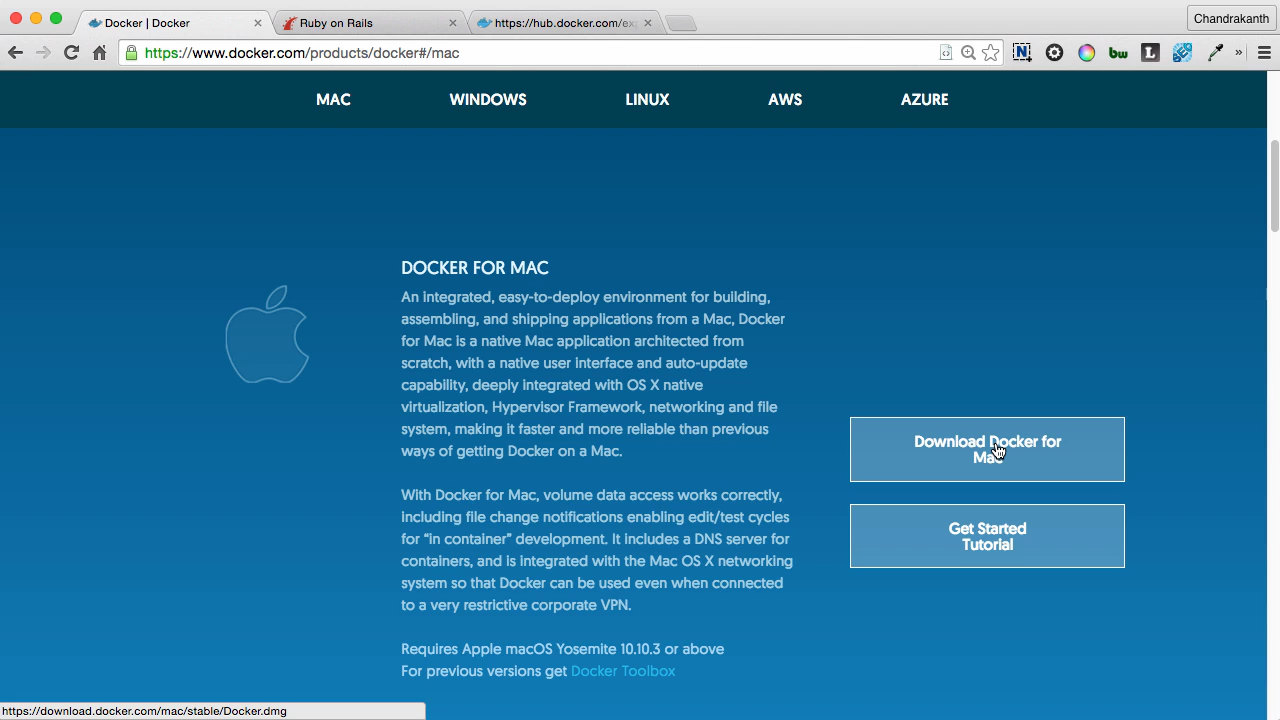 Docker | Docker
Ruby on Rails
https://hub.docker.com/ex
Chandrakanth
https://www.docker.com/products/docker#/mac
N
bw
L
MAC
WINDOWS
LINUX
AWS
AZURE
DOCKER FOR MAC
An integrated, easy-to-deploy environment for building,
assembling, and shipping applications from a Mac, Docker
for Mac is a native Mac application architected from
scratch, with a native user interface and auto-update
capability, deeply integrated with OS X native
virtualization, Hypervisor Framework, networking and file
system, making it faster and more reliable than previous
ways of getting Docker on a Mac.
With Docker for Mac, volume data access works correctly,
including file change notifications enabling edit/test cycles
for “in container” development. It includes a DNS server for
containers, and is integrated with the Mac OS X networking
system so that Docker can be used even when connected
to a very restrictive corporate VPN.
Requires Apple macOS Yosemite 10.10.3 or above
For previous versions get Docker Toolbox
Download Docker for
Mac
Get Started
Tutorial
https://download.docker.com/mac/stable/Docker.dmg